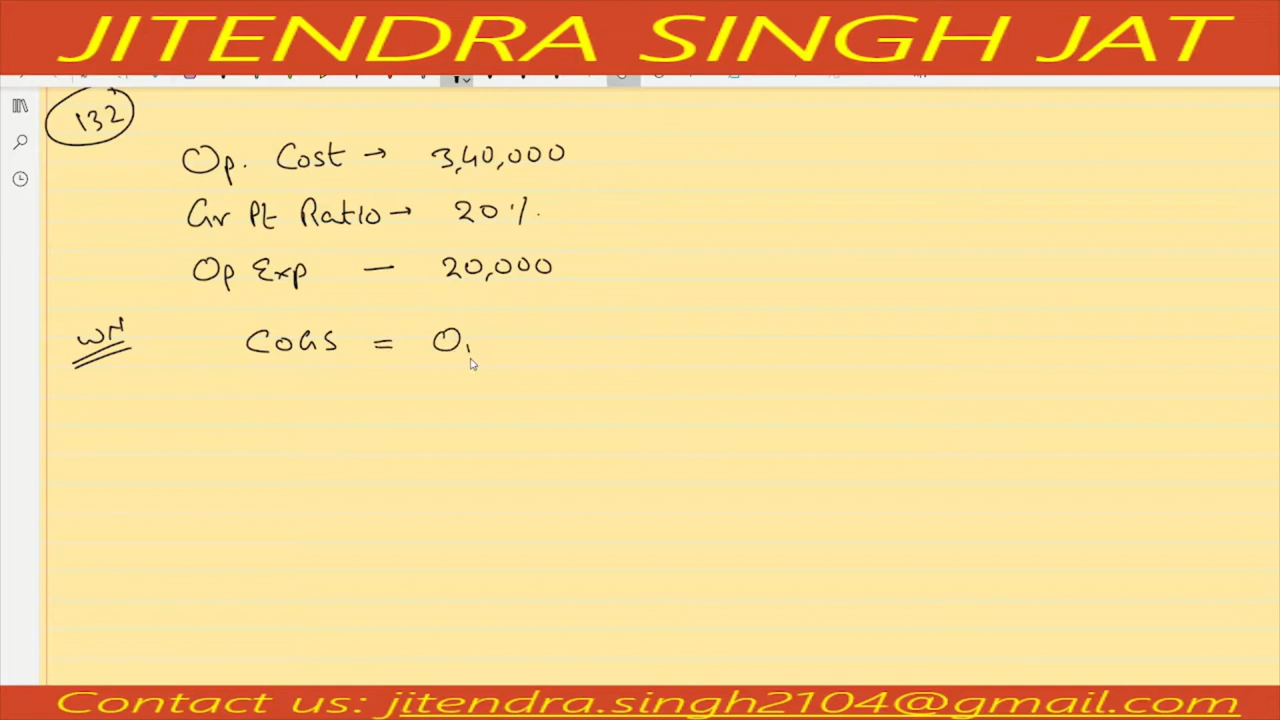 JITENDRA SINGH JAT
132
Op. Cost → 3,40,000
Gr Pt Ratio → 20%.
Op Exp — 20,000
WN COGS = O
Contact us: jitendra.singh2104@gmail.com